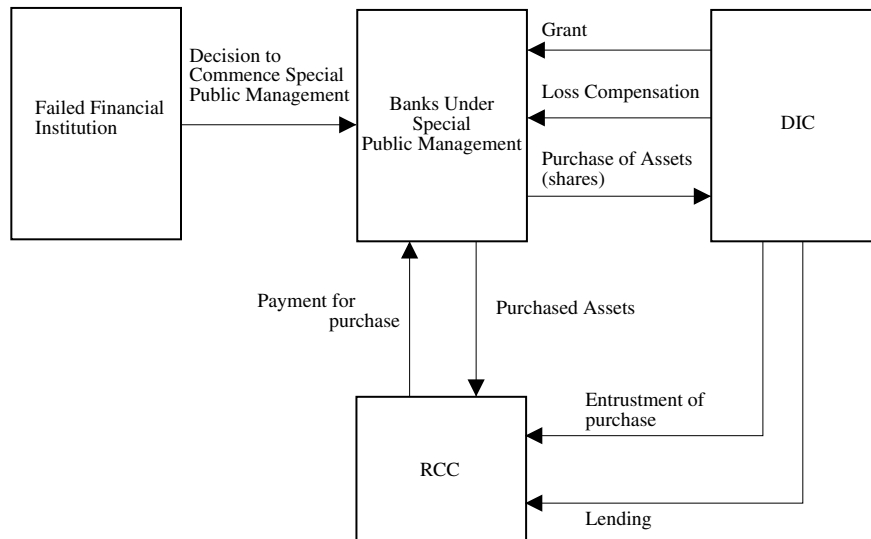 Failed Financial
Institution
Decision to
Commence Special
Public Management
Banks Under
Special
Public Management
Grant
Loss Compensation
Purchase of Assets
(shares)
DIC
Payment for
purchase
Purchased Assets
Entrustment of
purchase
RCC
Lending